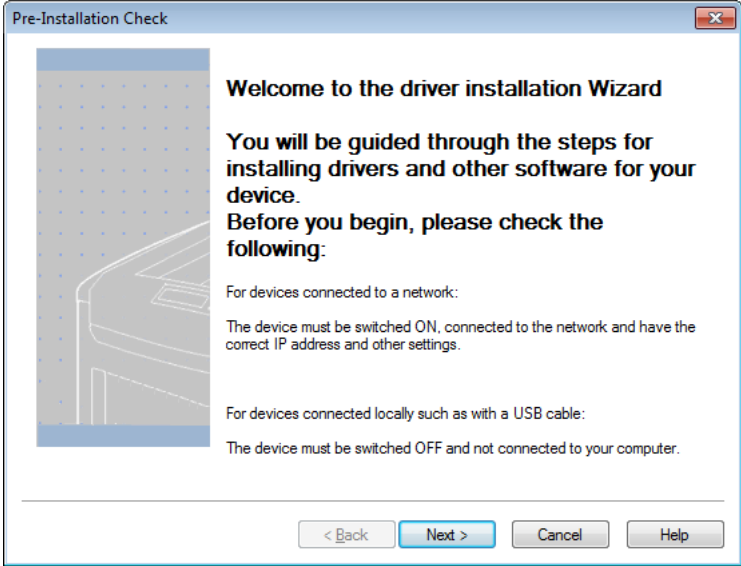 Pre-Installation Check
Welcome to the driver installation Wizard
You will be guided through the steps for
installing drivers and other software for your
device.
Before you begin, please check the
following:
For devices connected to a network:
The device must be switched ON, connected to the network and have the
correct IP address and other settings.
For devices connected locally such as with a USB cable:
The device must be switched OFF and not connected to your computer.
< Back
Next >
Cancel
Help